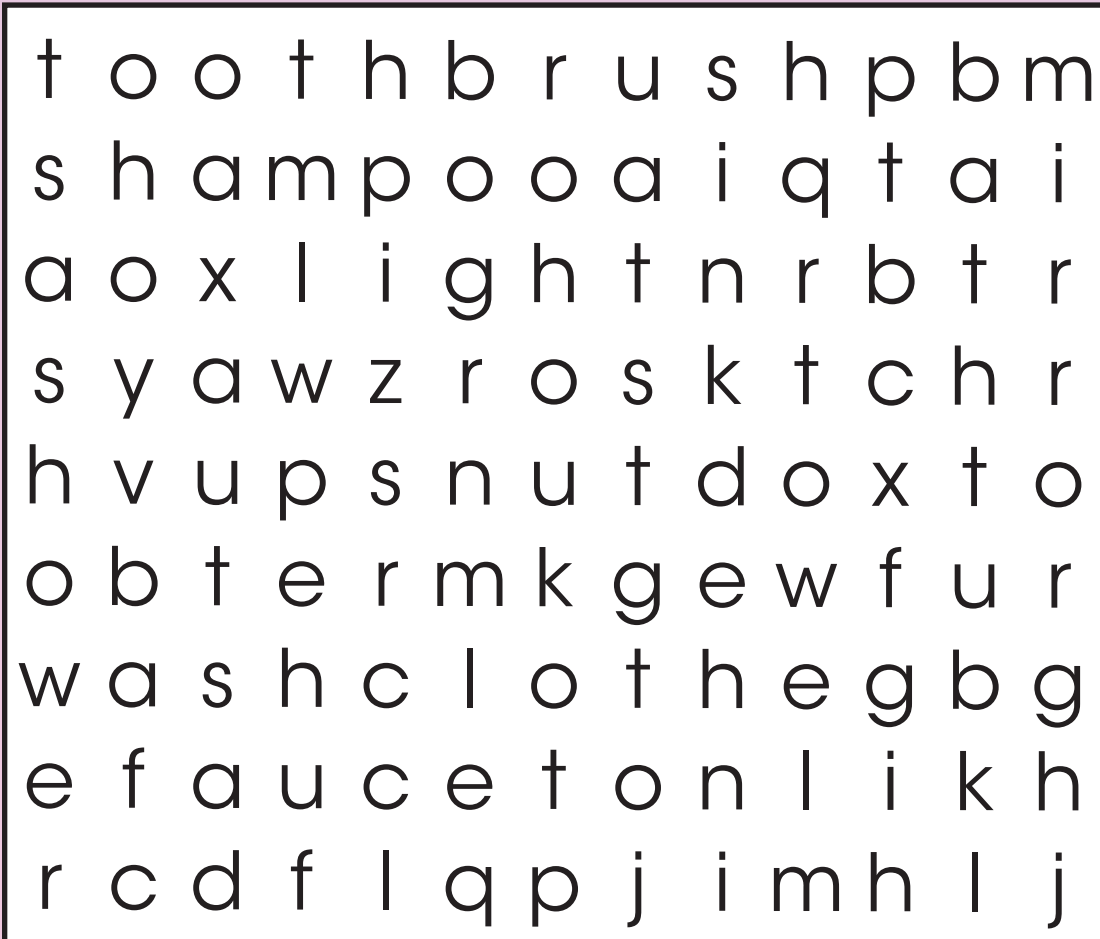 t o o t h b r u s h p b m
s h a m p o o a i q t a i
a o x l i g h t n r b t r
s y a w z r o s k t c h r
h v u p s n u t d o x t o
o b t e r m k g e w f u r
w a s h c l o t h e g b g
e f a u c e t o n l i k h
r c d f l q p j i m h l j